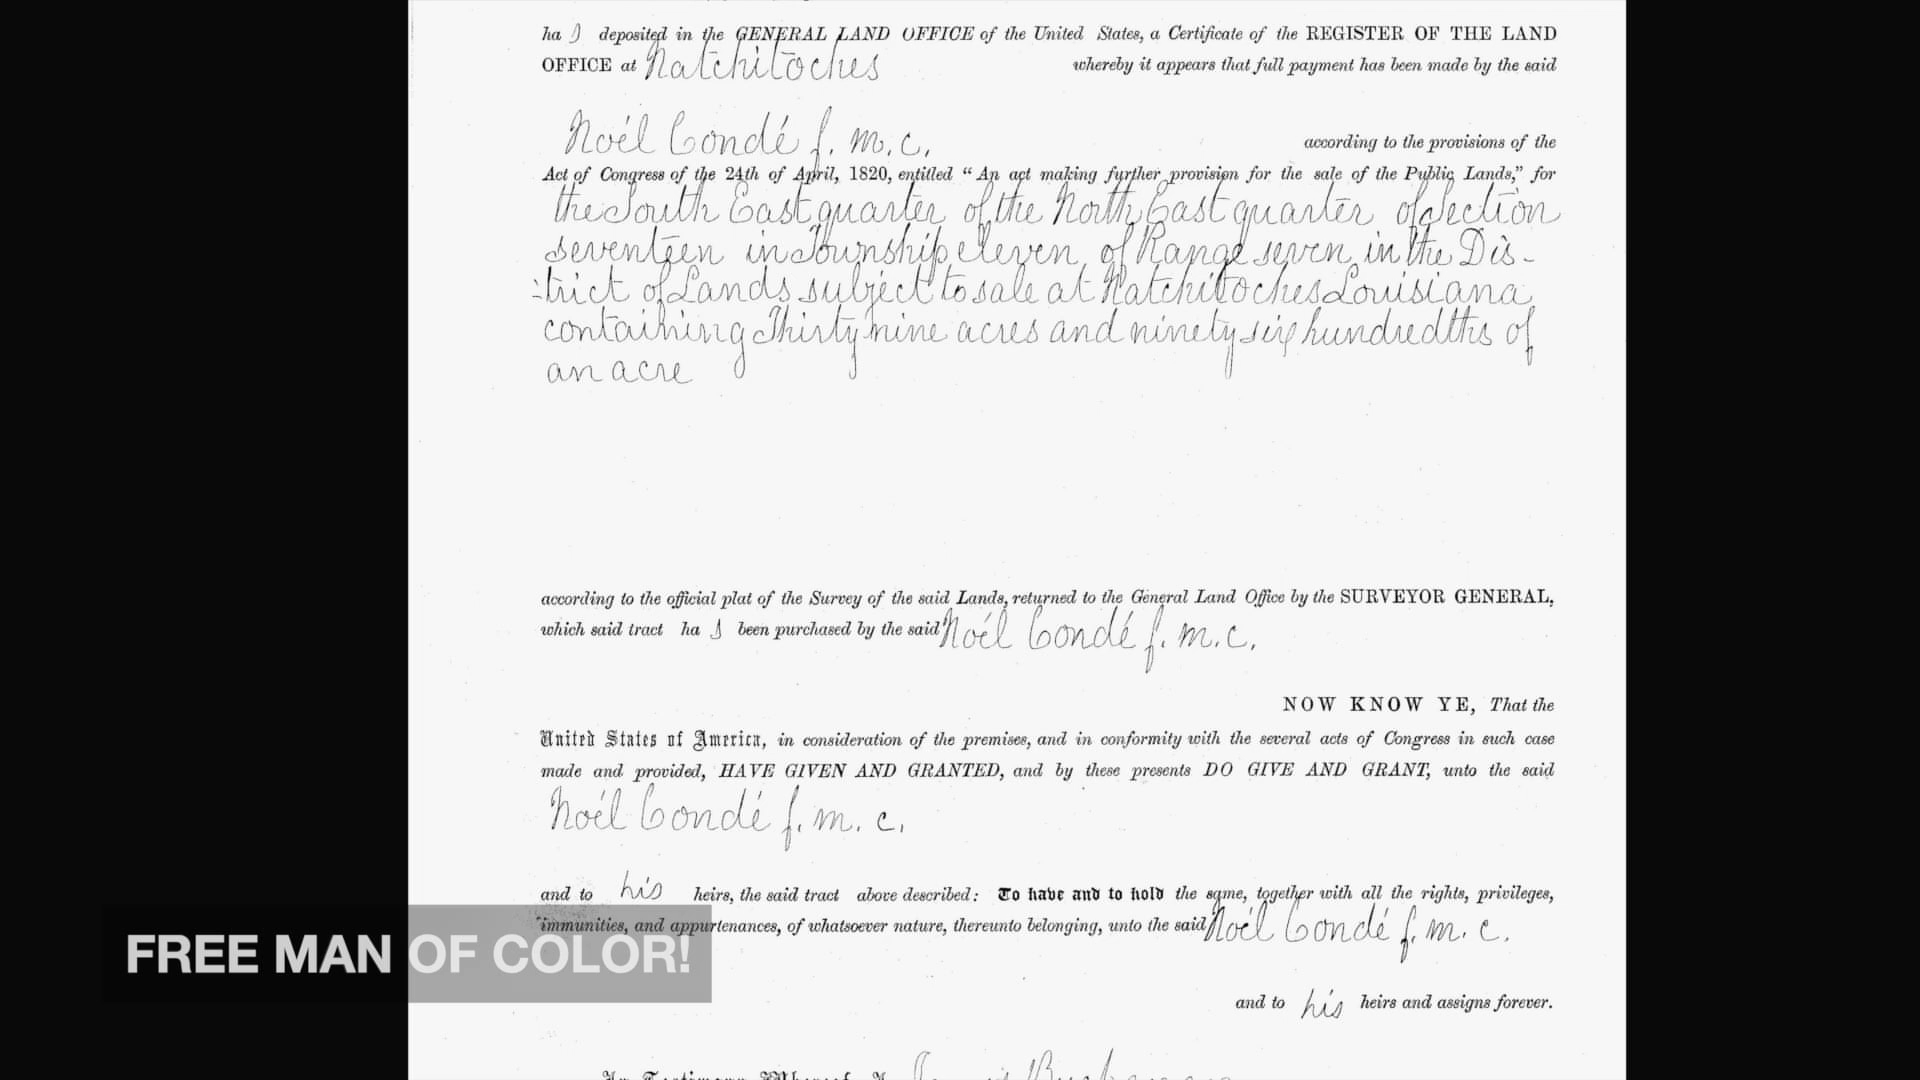 ha s deposited in the GENERAL LAND OFFICE of the United States, a Certificate of the REGISTER OF THE LAND
OFFICE at Natchitoches whereby it appears that full payment has been made by the said
Noél Condé f. m. c. according to the provisions of the
Act of Congress of the 24th of April, 1820, entitled “An act making further provision for the sale of the Public Lands,” for
the South East quarter of the North East quarter of Section
seventeen in Township eleven of Range seven in the Dis-
-trict of Lands subject to sale at Natchitoches Louisiana
containing Thirty nine acres and ninety six hundredths of
an acre
according to the official plat of the Survey of the said Lands, returned to the General Land Office by the SURVEYOR GENERAL,
which said tract ha s been purchased by the said Noél Condé f. m. c.
NOW KNOW YE, That the
United States of America, in consideration of the premises, and in conformity with the several acts of Congress in such case
made and provided, HAVE GIVEN AND GRANTED, and by these presents DO GIVE AND GRANT, unto the said
Noél Condé f. m. c.
and to his heirs, the said tract above described: To have and to hold the same, together with all the rights, privileges,
immunities, and appurtenances, of whatsoever nature, thereunto belonging, unto the said Noél Condé f. m. c.
FREE MAN OF COLOR!
and to his heirs and assigns forever.